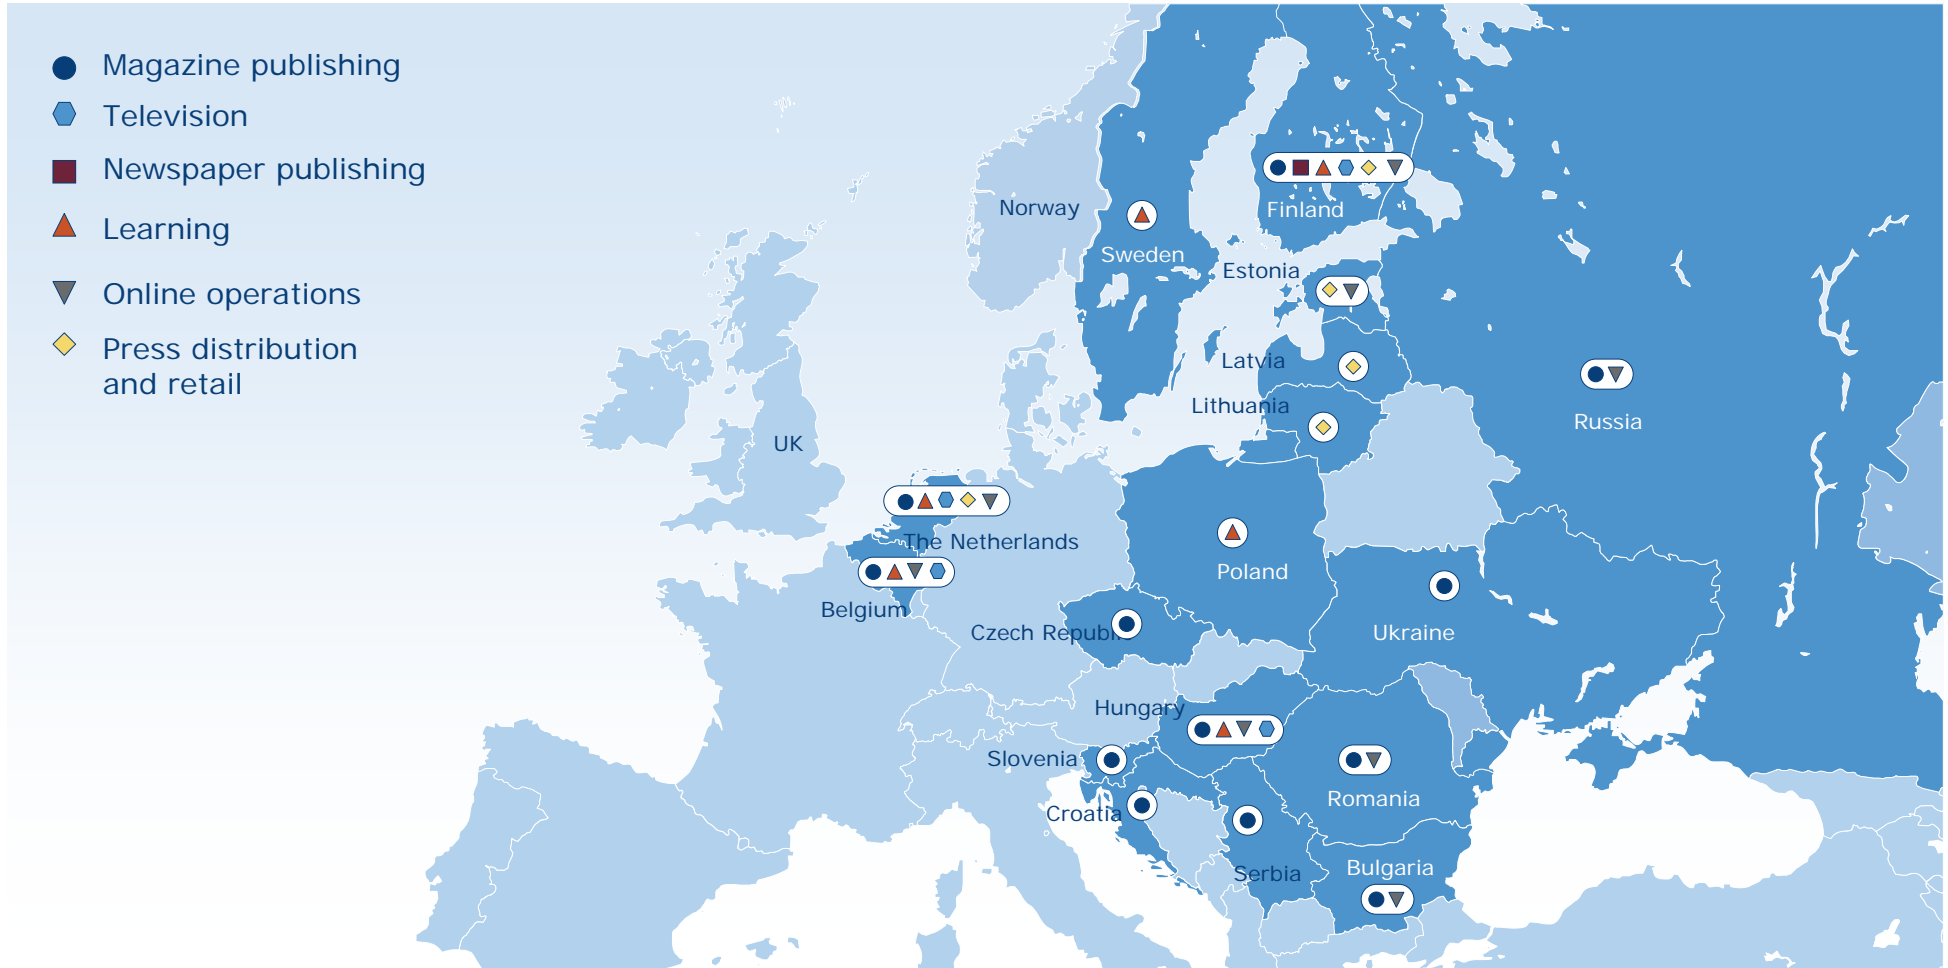 Magazine publishing
Television
Newspaper publishing
Learning
Online operations
Press distribution
and retail
Norway
Finland
Sweden
Estonia
Latvia
Lithuania
Russia
UK
The Netherlands
Poland
Belgium
Czech Republic
Ukraine
Hungary
Slovenia
Romania
Croatia
Bulgaria
Serbia